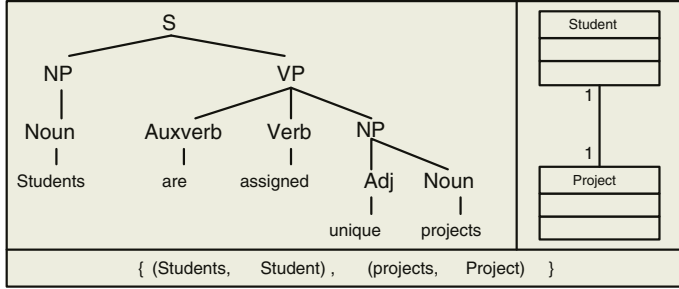 S
Student
NP VP
1
Noun Auxverb Verb NP
1
Students are assigned Adj Noun Project
unique projects
{ (Students, Student) , (projects, Project) }